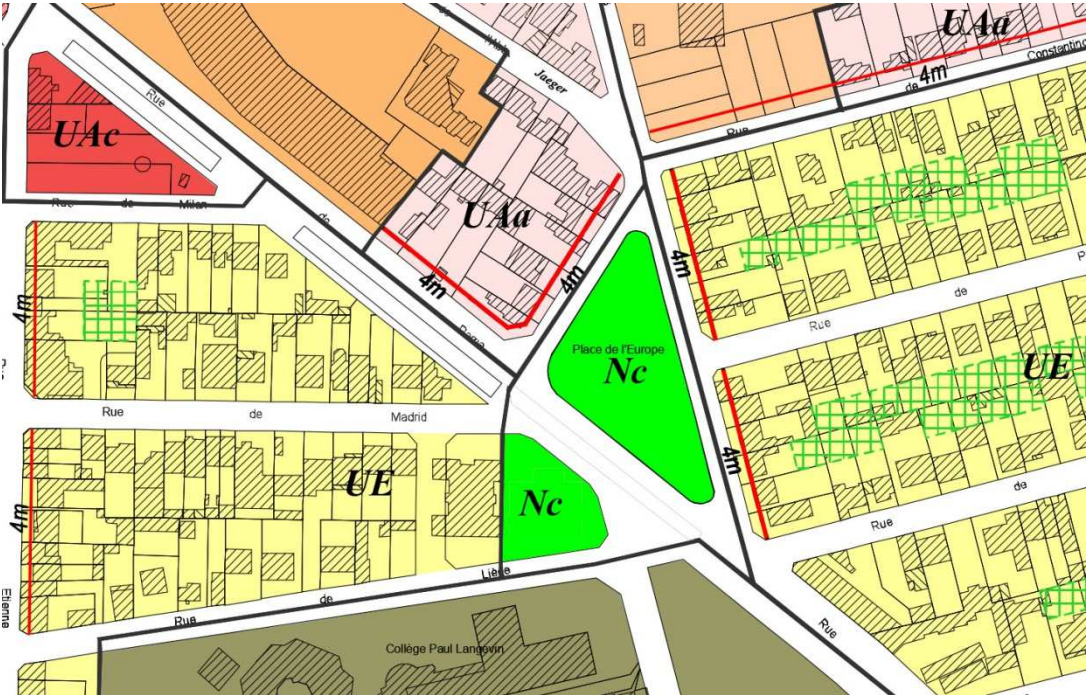 UAa
Jaeger
4m
Constantino
de
Rue
Rue
UAc
Rue
de
Milan
UAa
de
4m
4m
4m
4m
de
Rue
Place de l'Europe
Nc
UE
Rue
de
Madrid
4m
UE
Nc
4m
de
Rue
Liège
de
Rue
Etienne
Collège Paul Langevin
Rue